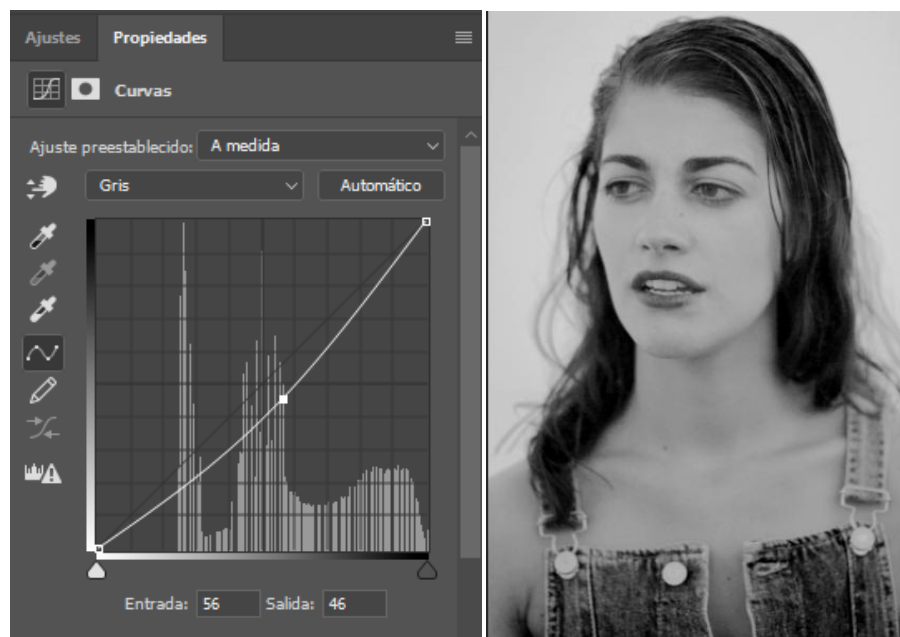 Ajustes Propiedades
Curvas
Ajuste preestablecido: A medida
Gris Automático
Entrada: 56 Salida: 46